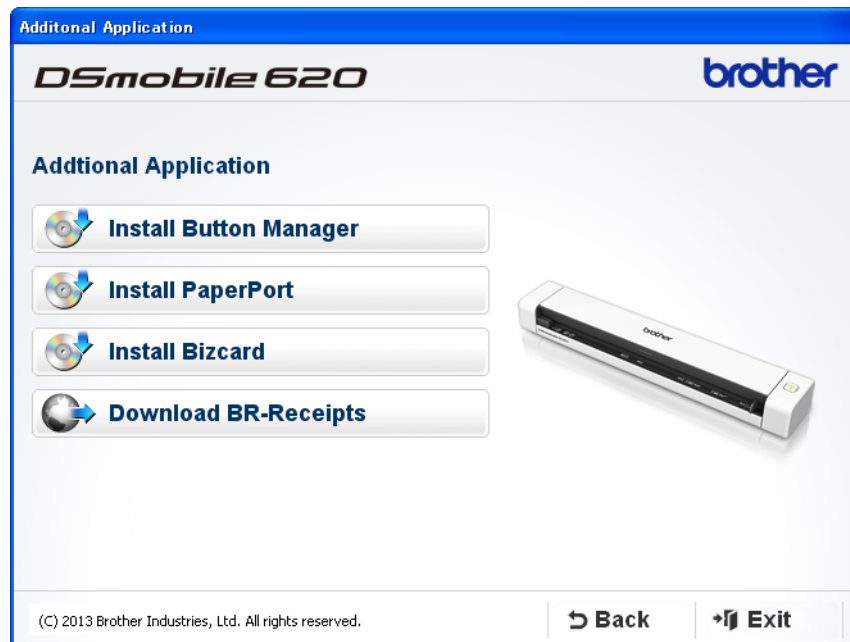 Additonal Application
DSmobile 620
brother
Addtional Application
Install Button Manager
Install PaperPort
Install Bizcard
Download BR-Receipts
brother
(C) 2013 Brother Industries, Ltd. All rights reserved.
Back
Exit